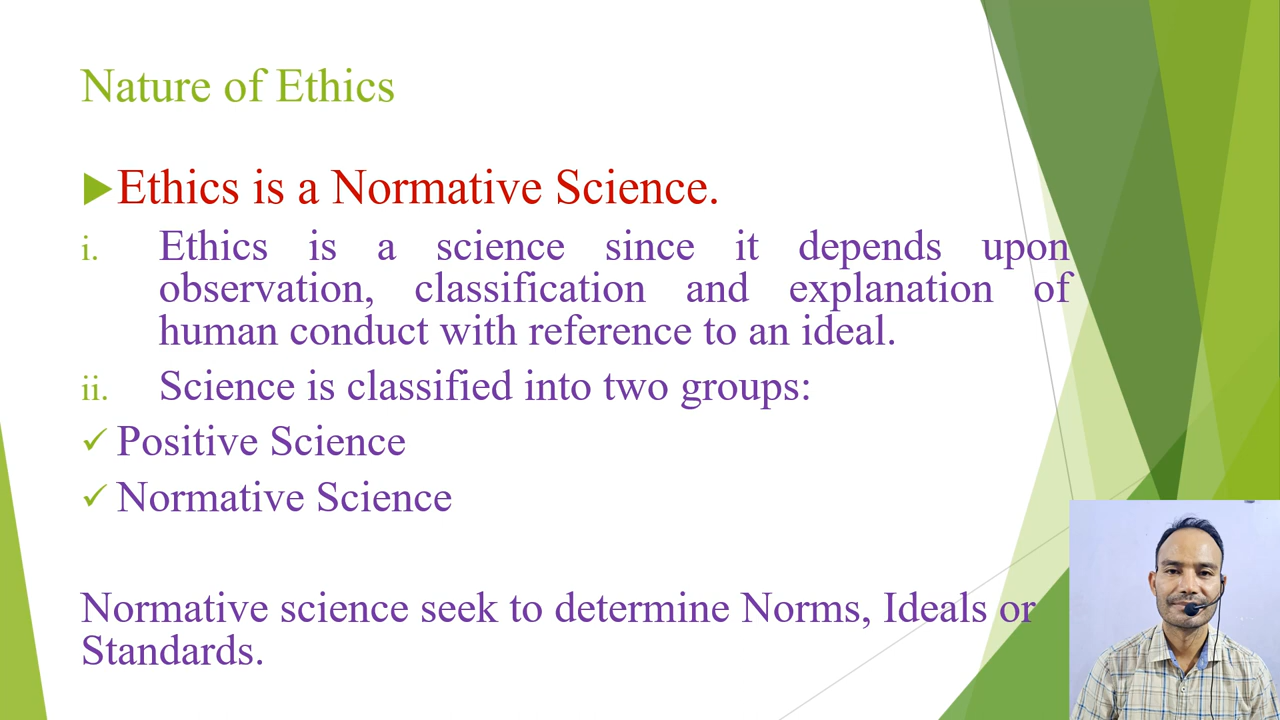 Nature of Ethics
Ethics is a Normative Science.
i. Ethics is a science since it depends upon
observation, classification and explanation of
human conduct with reference to an ideal.
ii. Science is classified into two groups:
✓ Positive Science
✓ Normative Science
Normative science seek to determine Norms, Ideals or
Standards.